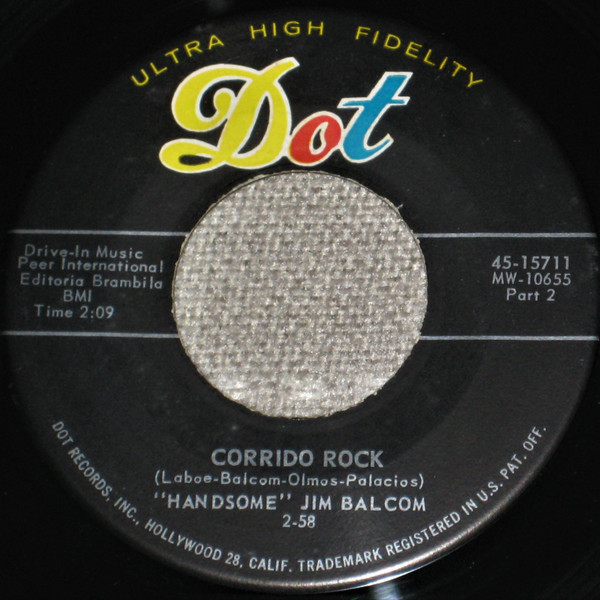 ULTRA HIGH FIDELITY
Dot
Drive-In Music
Peer International
Editoria Brambila
BMI
Time 2:09
45-15711
MW-10655
Part 2
CORRIDO ROCK
(Laboe-Balcom-Olmos-Palacios)
"HANDSOME" JIM BALCOM
2-58
DOT RECORDS, INC., HOLLYWOOD 28, CALIF. TRADEMARK REGISTERED IN U.S. PAT. OFF.